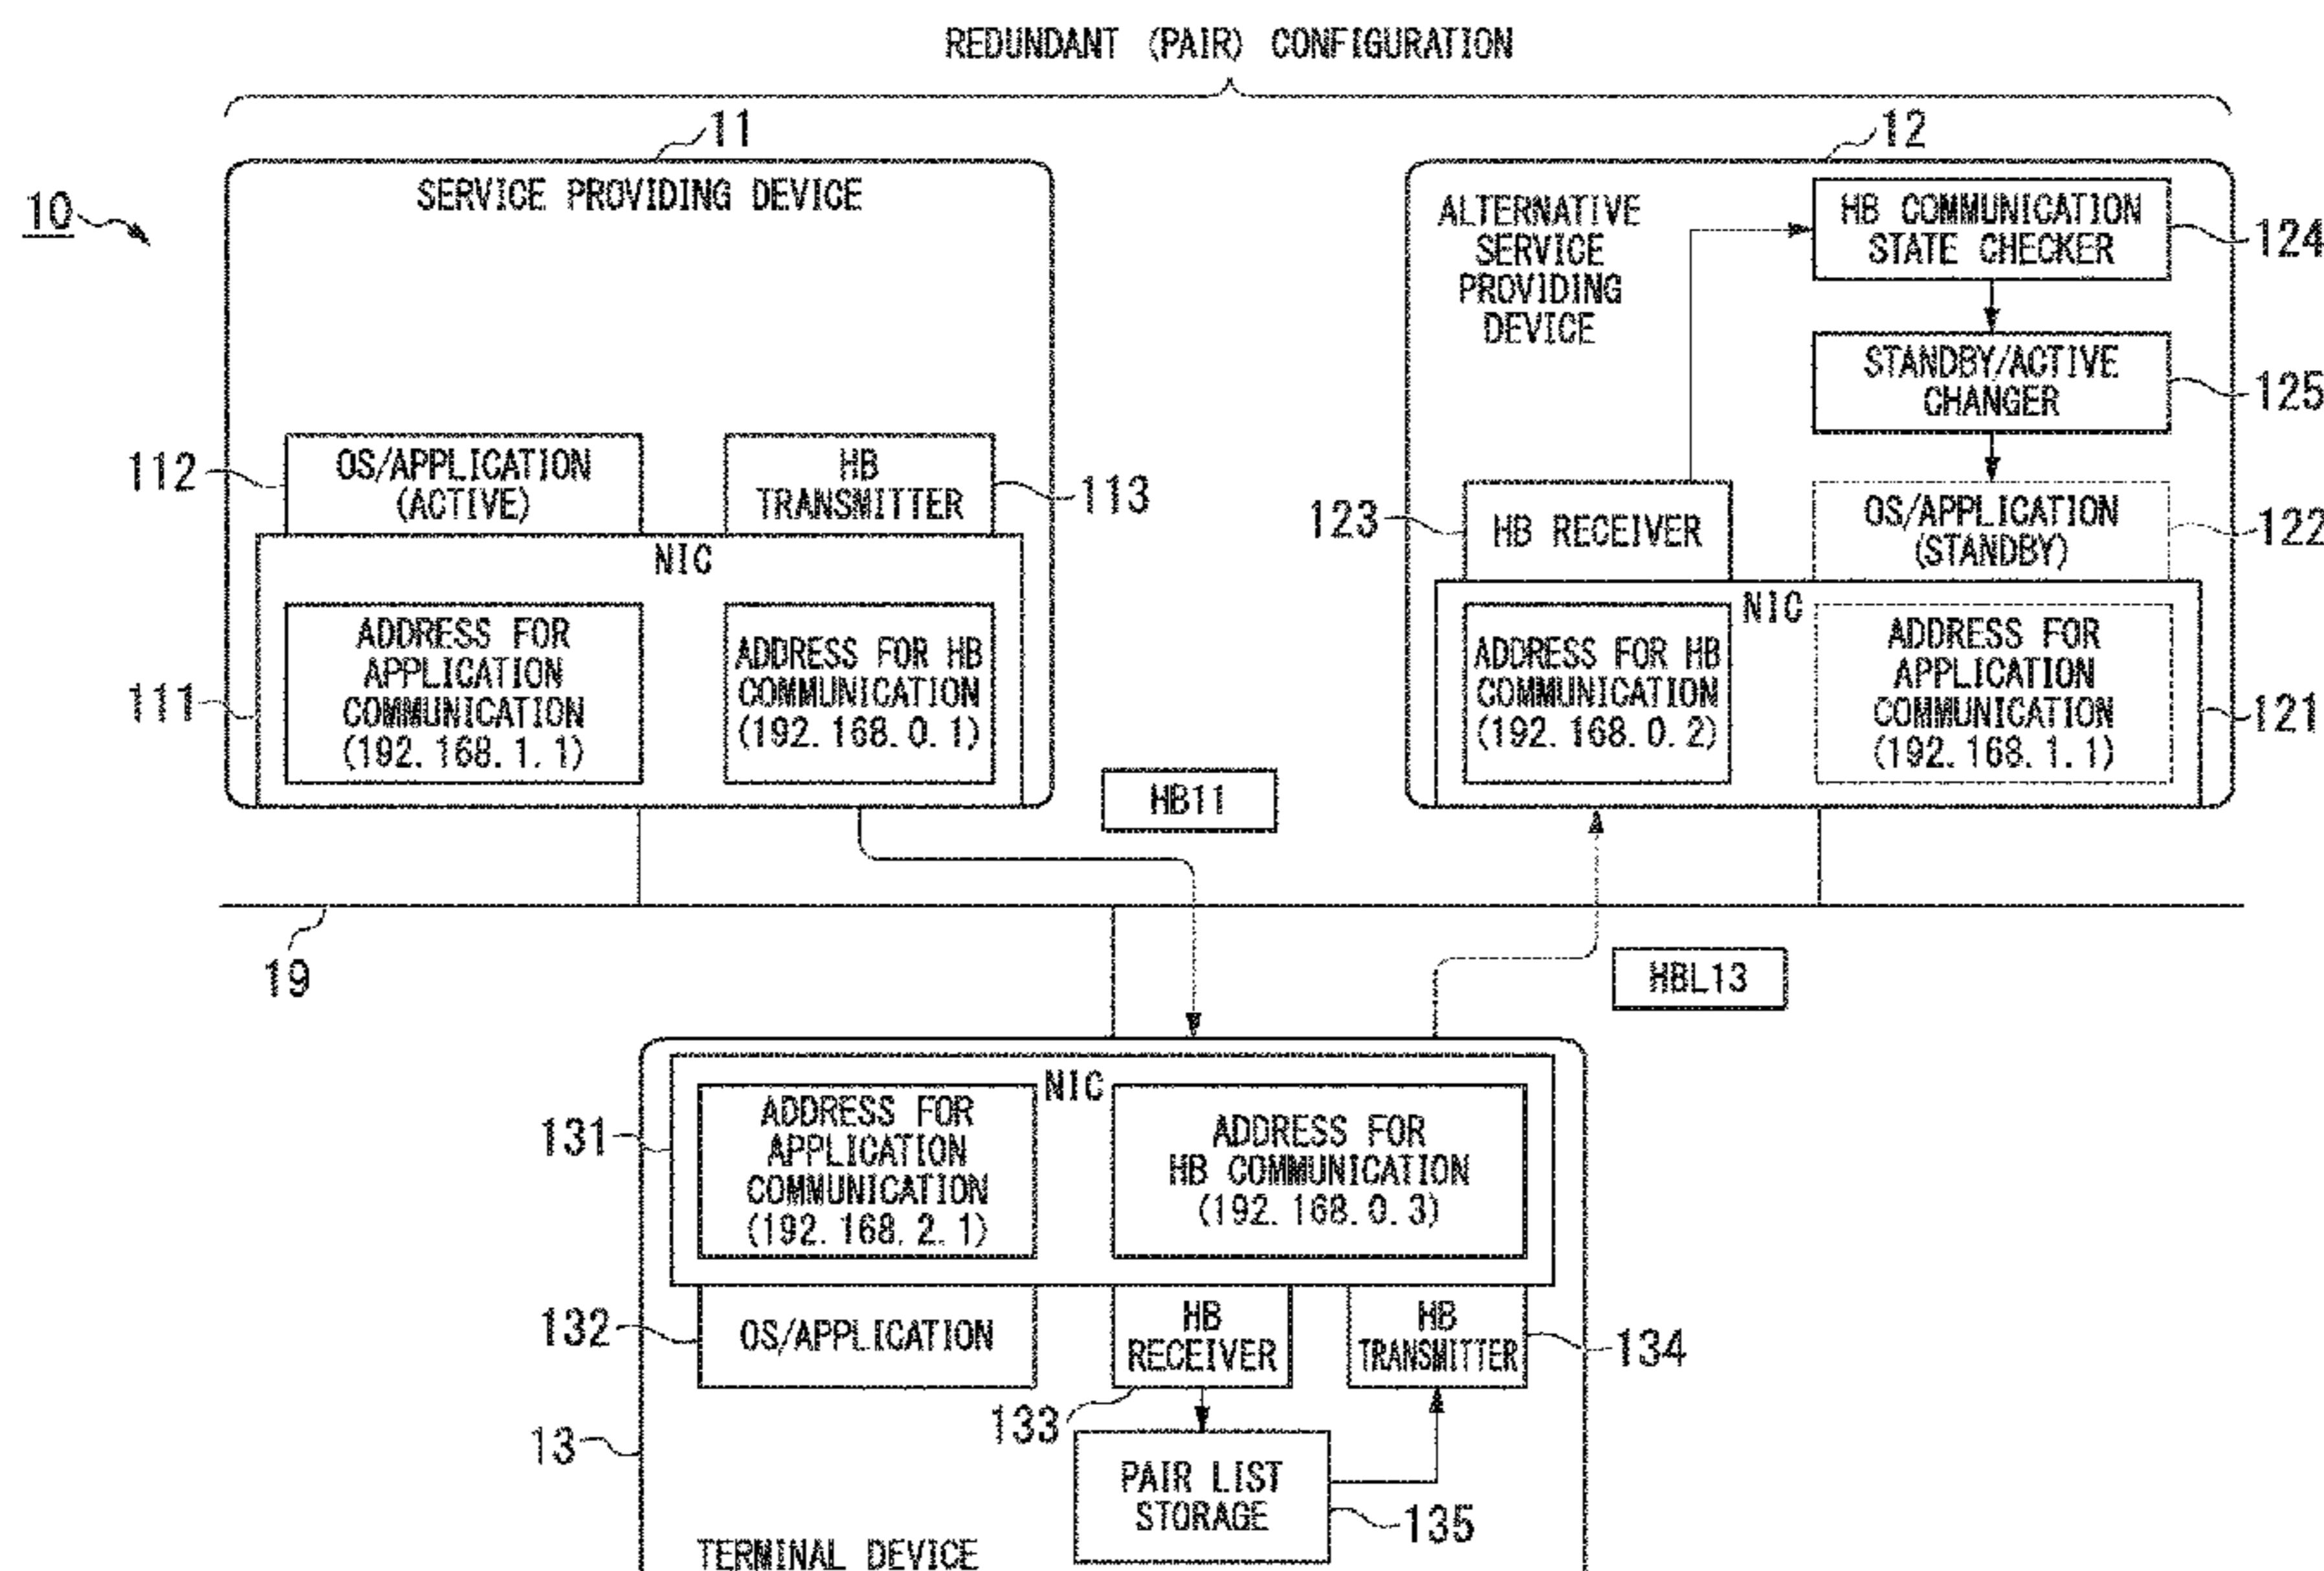 REDUNDANT (PAIR) CONFIGURATION
10
11
SERVICE PROVIDING DEVICE
112
OS/APPLICATION
(ACTIVE)
HB
TRANSMITTER
113
NIC
111
ADDRESS FOR
APPLICATION
COMMUNICATION
(192.168.1.1)
ADDRESS FOR HB
COMMUNICATION
(192.168.0.1)
12
ALTERNATIVE
SERVICE
PROVIDING
DEVICE
HB COMMUNICATION
STATE CHECKER
124
STANDBY/ACTIVE
CHANGER
125
123
HB RECEIVER
OS/APPLICATION
(STANDBY)
122
NIC
ADDRESS FOR HB
COMMUNICATION
(192.168.0.2)
ADDRESS FOR
APPLICATION
COMMUNICATION
(192.168.1.1)
121
HB11
19
HBL13
NIC
131
ADDRESS FOR
APPLICATION
COMMUNICATION
(192.168.2.1)
ADDRESS FOR
HB COMMUNICATION
(192.168.0.3)
132
OS/APPLICATION
HB
RECEIVER
133
HB
TRANSMITTER
134
13
PAIR LIST
STORAGE
135
TERMINAL DEVICE